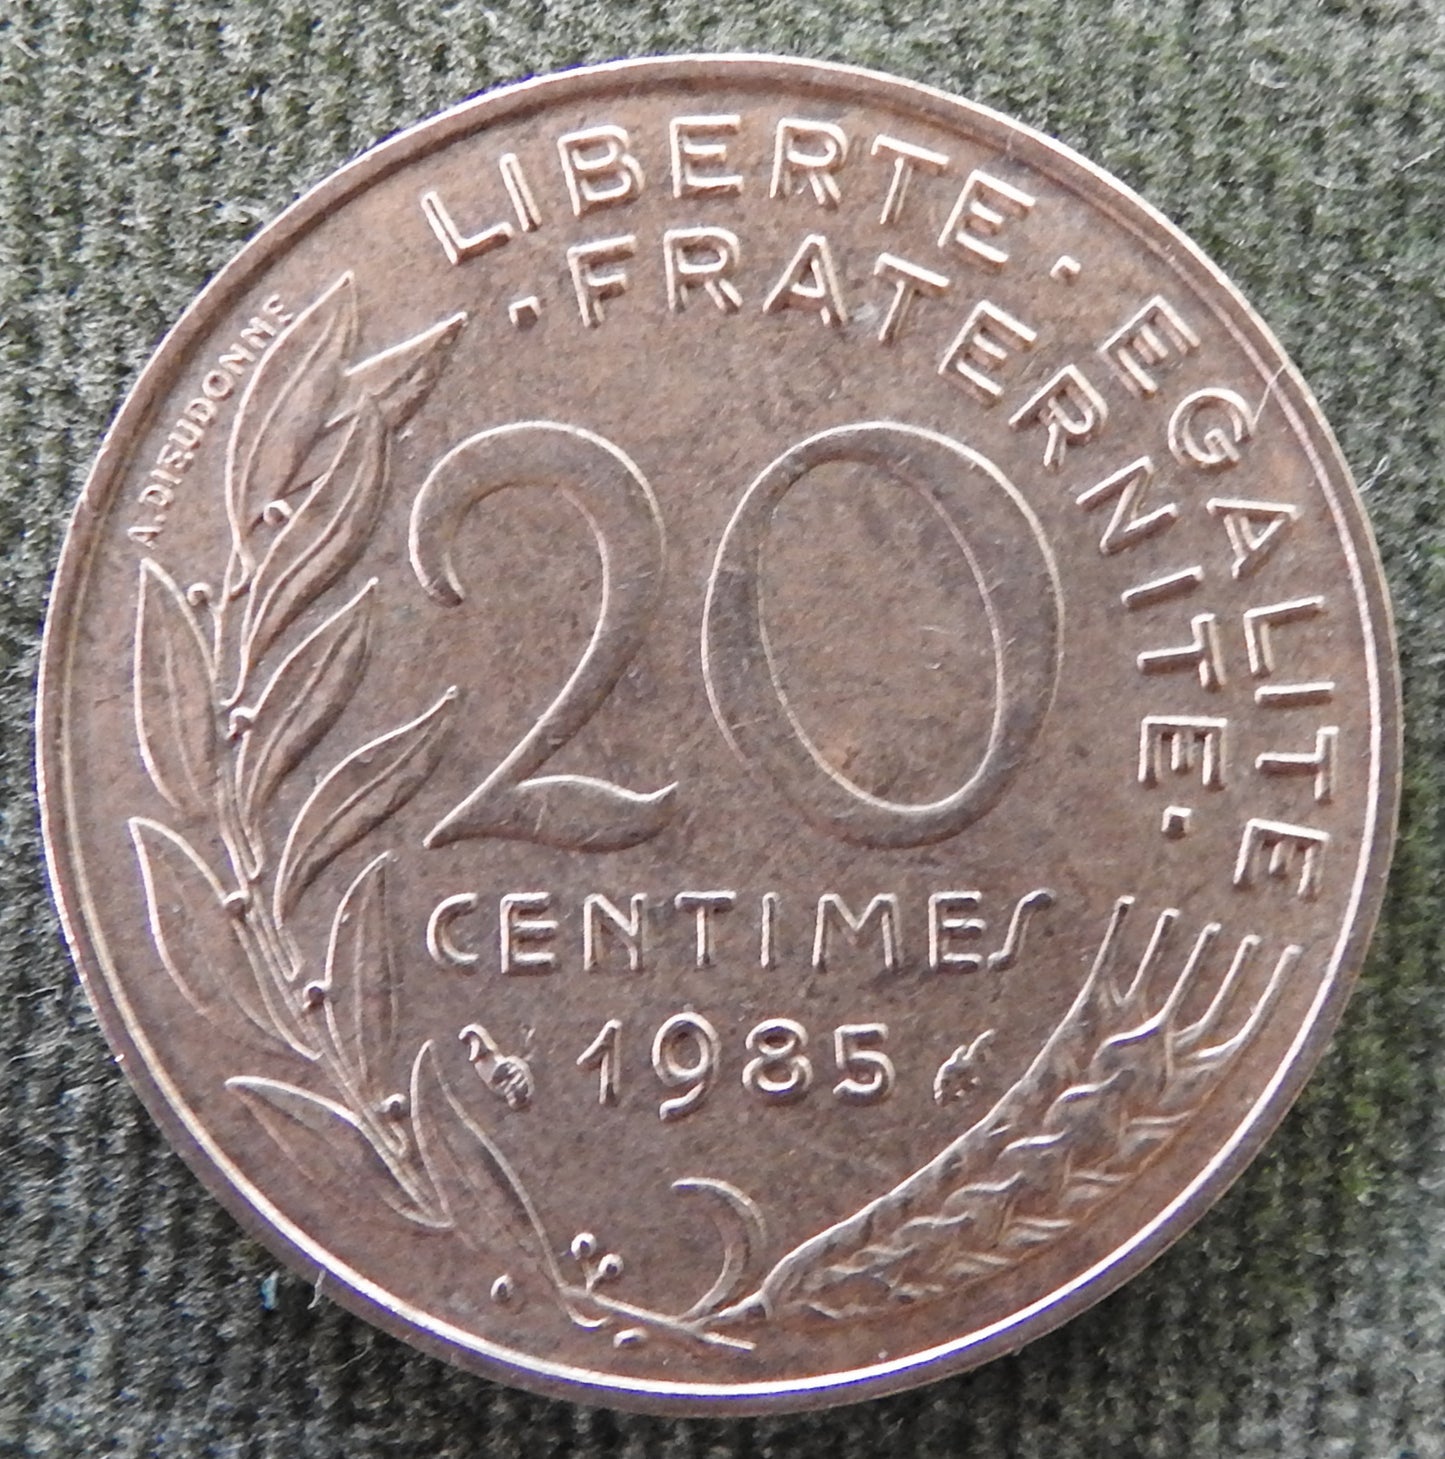 LIBERTE · EGALITE
· FRATERNITE ·
A.DIEUDONNE
20
CENTIMES
1985